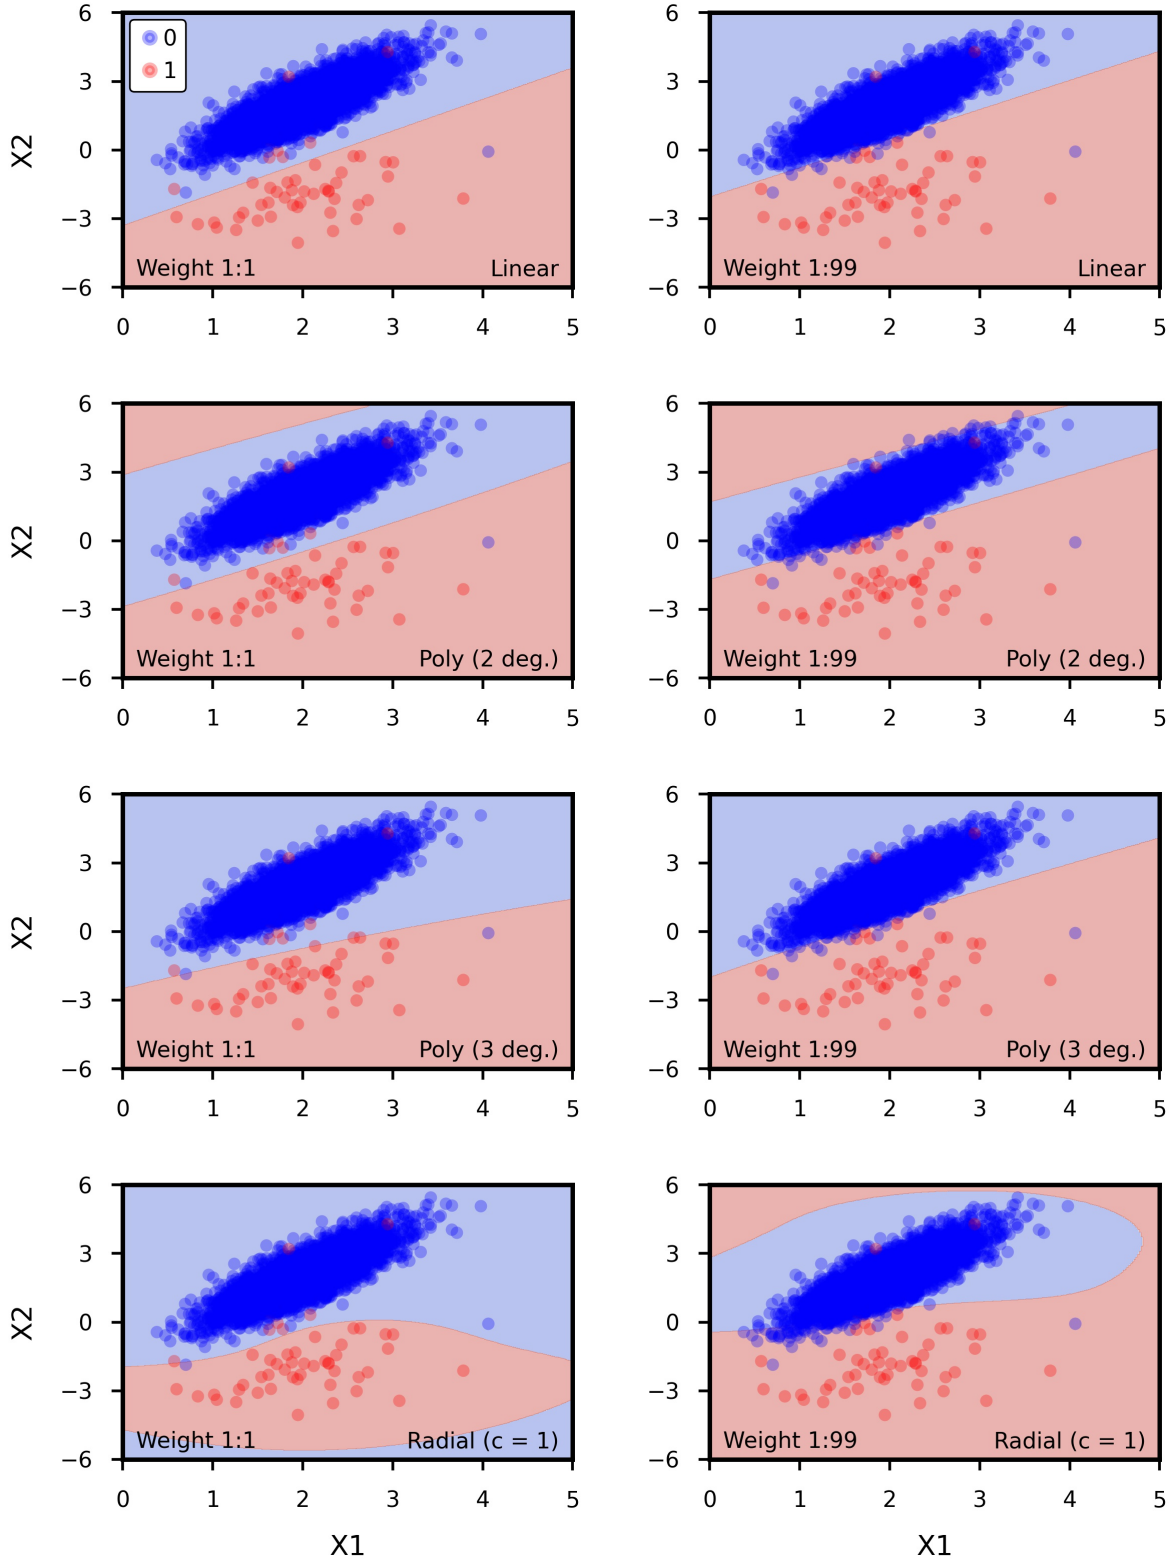 6
3
0
−3
−6
X2
0
1
Weight 1:1
Linear
0 1 2 3 4 5
6
3
0
−3
−6
Weight 1:99
Linear
0 1 2 3 4 5
6
3
0
−3
−6
X2
Weight 1:1
Poly (2 deg.)
0 1 2 3 4 5
6
3
0
−3
−6
Weight 1:99
Poly (2 deg.)
0 1 2 3 4 5
6
3
0
−3
−6
X2
Weight 1:1
Poly (3 deg.)
0 1 2 3 4 5
6
3
0
−3
−6
Weight 1:99
Poly (3 deg.)
0 1 2 3 4 5
6
3
0
−3
−6
X2
Weight 1:1
Radial (c = 1)
0 1 2 3 4 5
X1
6
3
0
−3
−6
Weight 1:99
Radial (c = 1)
0 1 2 3 4 5
X1